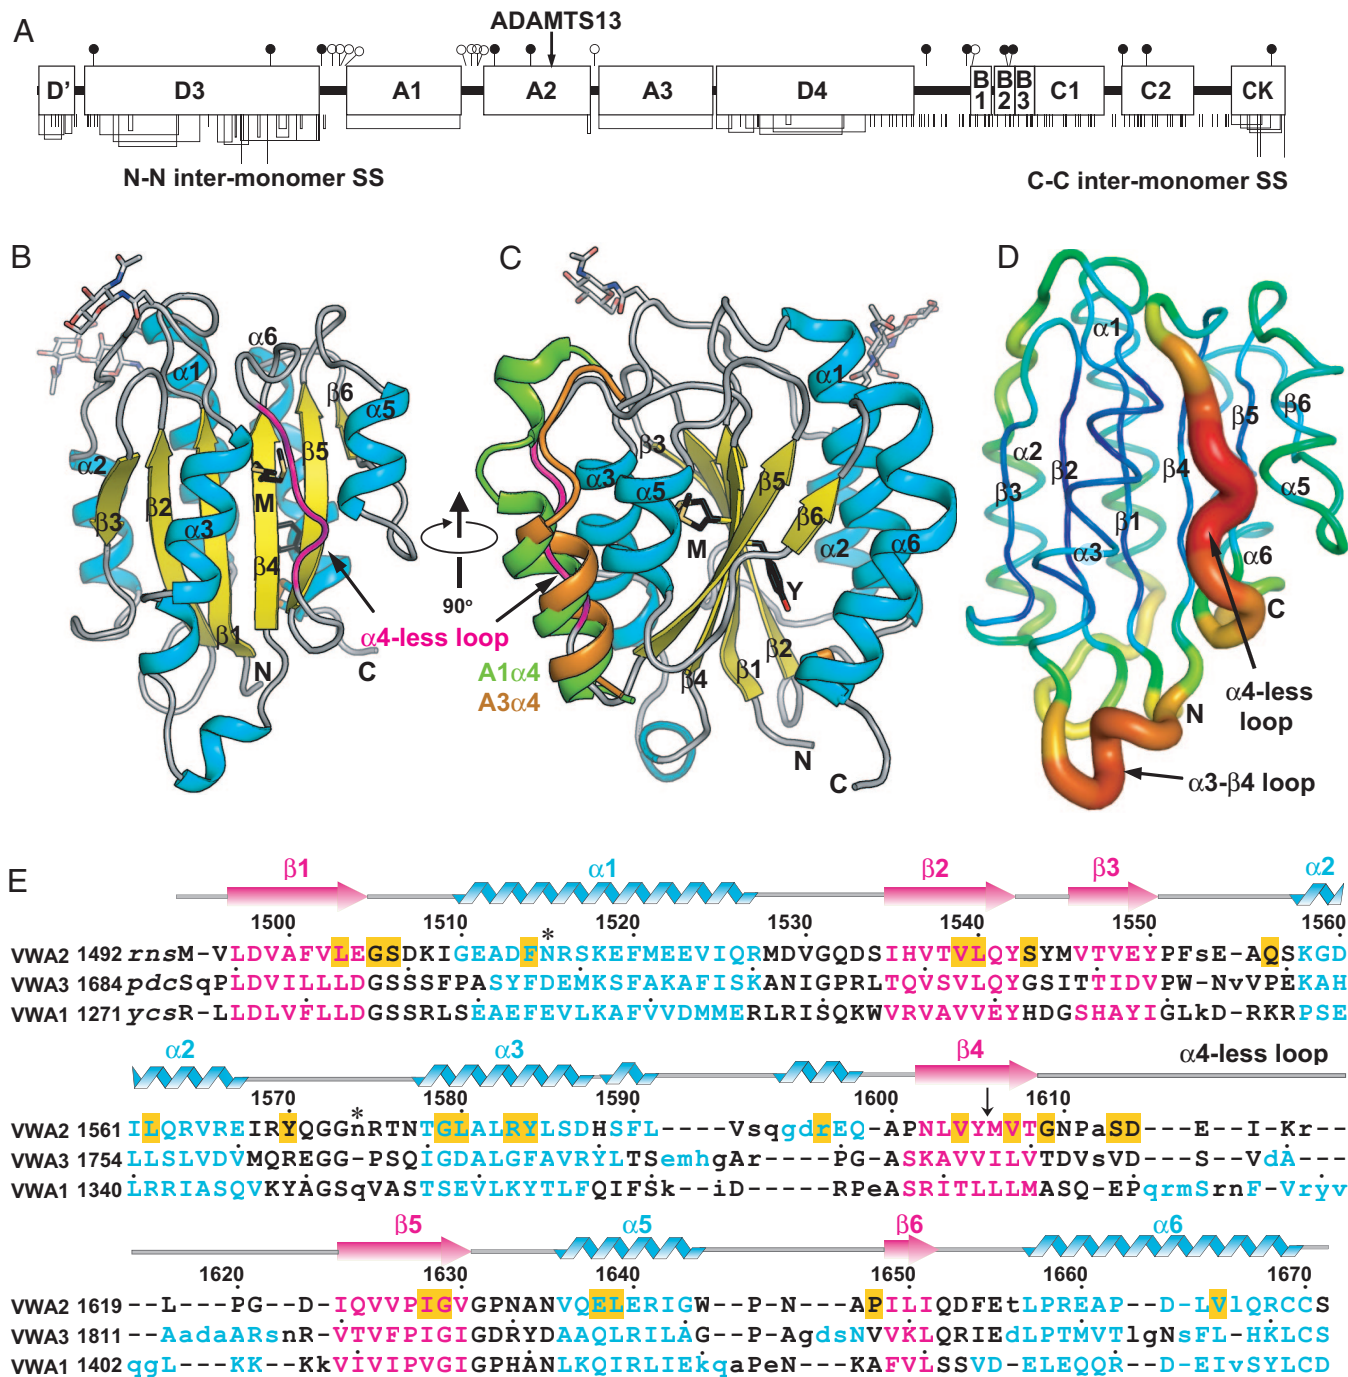 A
ADAMTS13
D' D3 A1 A2 A3 D4 B1 B2 B3 C1 C2 CK
N-N inter-monomer SS
C-C inter-monomer SS
B
α6
α1
β6
α5
α2
β5
M
β3
β2
α3
β4
β1
N
C
α4-less loop
90°
C
α1
β3
α3
α5
β5
M
β6
α2
α6
Y
A1α4
A3α4
β4
β1
β2
N
C
D
α1
β5
β6
α2
β3
β2
β4
α5
β1
α3
α6
C
N
α4-less
loop
α3-β4 loop
E
β1 α1 β2 β3 α2
1500 1510 1520 1530 1540 1550 1560
*
VWA2 1492 rnsM-VLDVAFVLEGSDKIGEADFNRSKEFMEEVIQRMDVGQDSIHVTVLQYSYMVTVEYPFsE-AQSKGD
VWA3 1684 pdcSqPLDVILLLDGSSSFPASYFDEMKSFAKAFISKANIGPRLTQVSVLQYGSITTIDVPW-NvVPEKAH
VWA1 1271 ycsR-LLDLVFLLDGSSRLSEAEFEVLKAFVVDMMERLRISQKWVRVAVVEYHDGSHAYIGLkD-RKRPSE
α2 α3 β4 α4-less loop
1570 1580 1590 1600 1610
*
VWA2 1561 ILQRVREIRYQGGnRTNTGLALRYLSDHSFL----VsqgdrEQ-APNLVYMVTGNPaSD---E--I-Kr--
VWA3 1754 LLSLVDVMQREGG-PSQIGDALGFAVRYLTSemhgAr----PG-ASKAVVILVTDVsVD---S--VdA---
VWA1 1340 LRRIASQVKYAGSqVASTSEVLKYTLFQIFSk--iD-----RPeASRITLLLMASQ-EPqrmSrnF-Vryv
β5 α5 β6 α6
1620 1630 1640 1650 1660 1670
VWA2 1619 --L---PG--D-IQVVPIGVGPNANVQELERIGW--P-N---APILIQDFEtLPREAP--D-LVlQRCCS
VWA3 1811 --AadaARsnR-VTVFPIGIGDRYDAAQLRILAG--P-AgdsNVVKLQRIEdLPTMVTlgNsFL-HKLCS
VWA1 1402 qgL---KK--KkVIVIPVGIGPHANLKQIRLIEkqaPeN---KAFVLSSVD-ELEQQR--D-EIvSYLCD